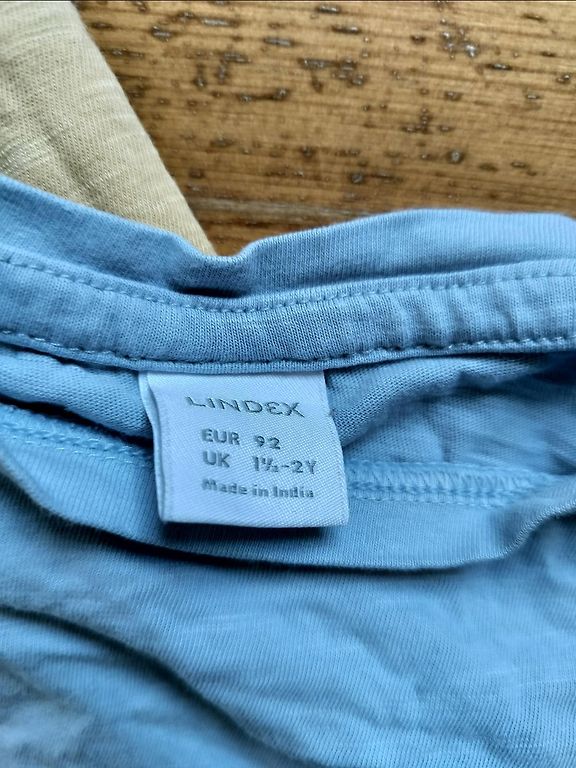 LINDEX
EUR 92
UK 1½-2Y
Made in India